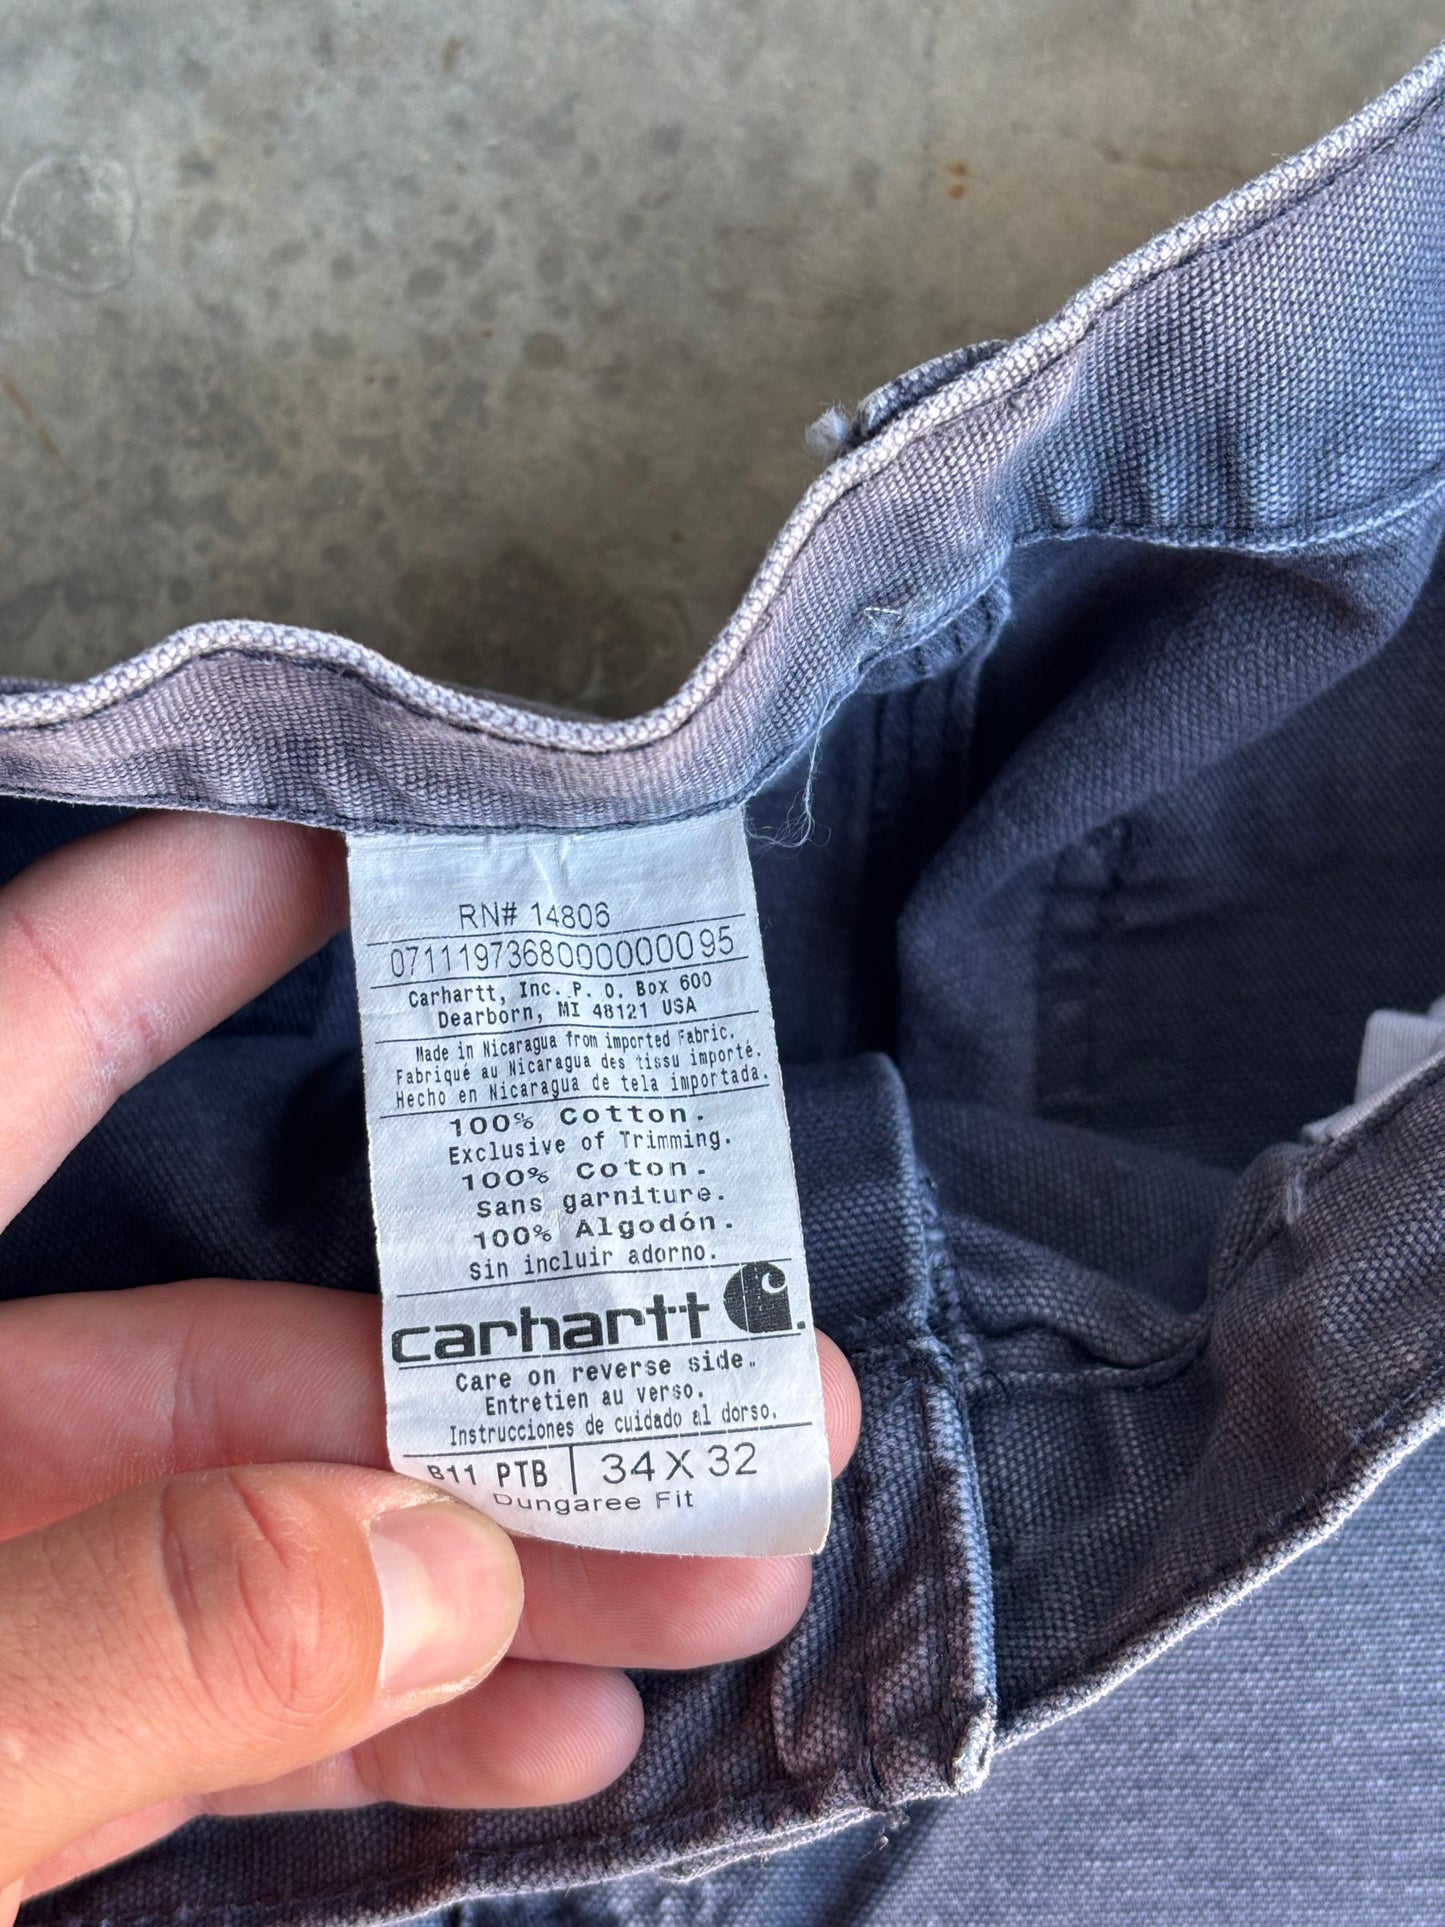 RN# 14806
07111973680000000095
Carhartt, Inc. P. O. Box 600
Dearborn, MI 48121 USA
Made in Nicaragua from imported Fabric.
Fabriqué au Nicaragua des tissu importé.
Hecho en Nicaragua de tela importada.
100% Cotton.
Exclusive of Trimming.
100% Coton.
Sans garniture.
100% Algodón.
Sin incluir adorno.
carhartt
Care on reverse side.
Entretien au verso.
Instrucciones de cuidado al dorso.
B11 PTB | 34 X 32
Dungaree Fit